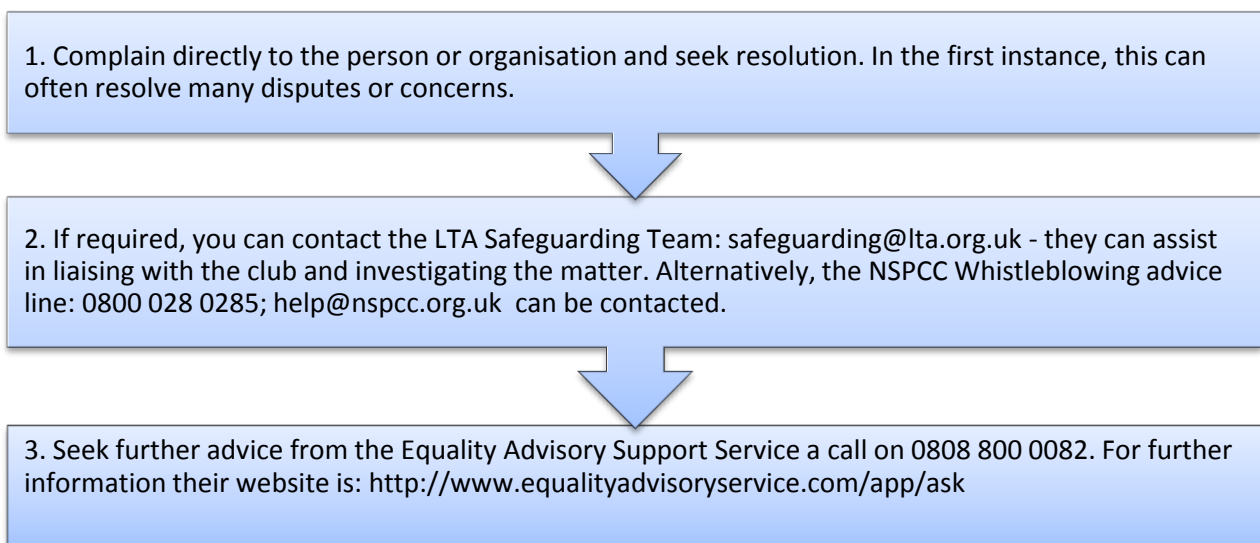 1. Complain directly to the person or organisation and seek resolution. In the first instance, this can
often resolve many disputes or concerns.
2. If required, you can contact the LTA Safeguarding Team: safeguarding@lta.org.uk - they can assist
in liaising with the club and investigating the matter. Alternatively, the NSPCC Whistleblowing advice
line: 0800 028 0285; help@nspcc.org.uk can be contacted.
3. Seek further advice from the Equality Advisory Support Service a call on 0808 800 0082. For further
information their website is: http://www.equalityadvisoryservice.com/app/ask